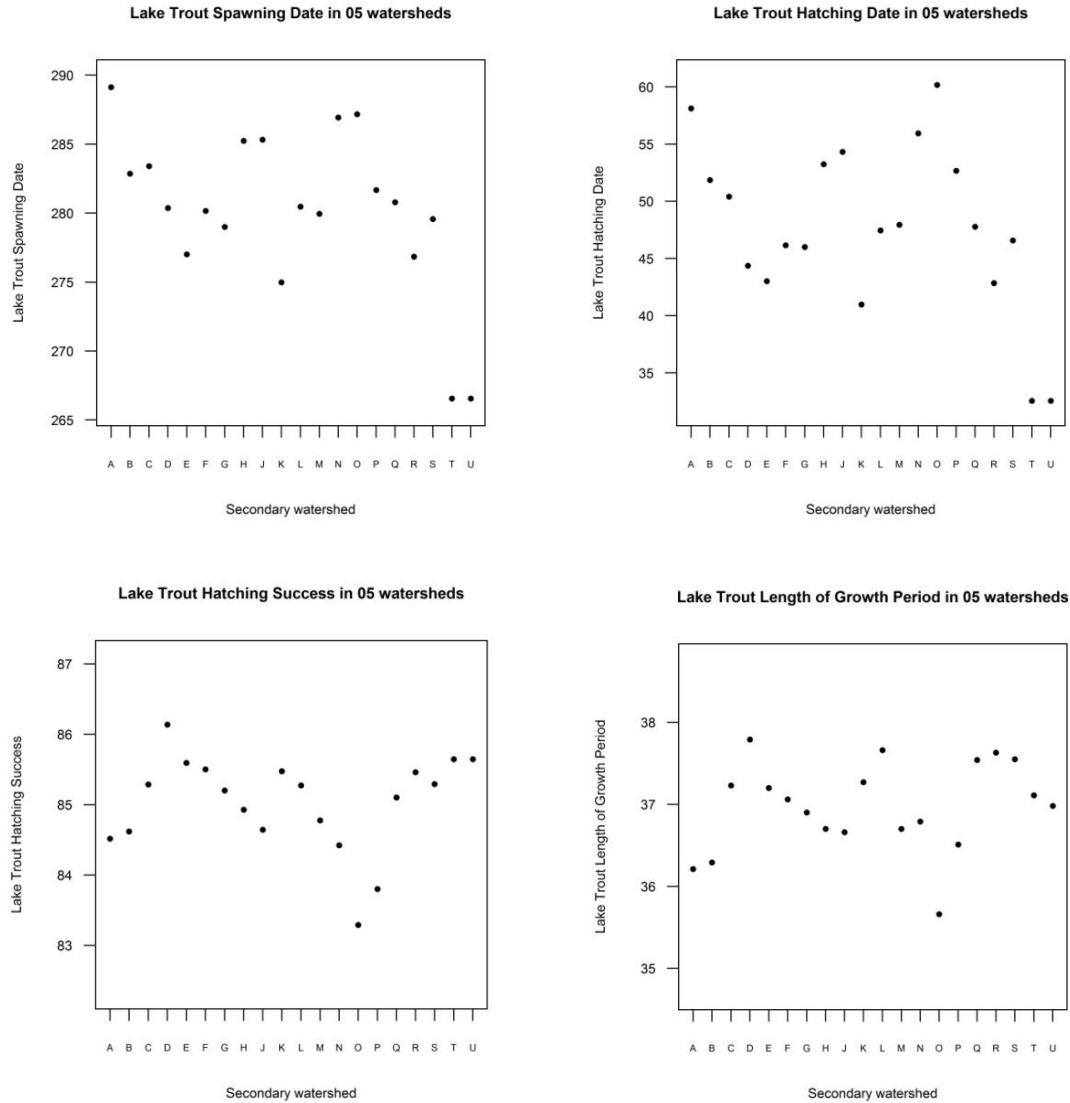 Lake Trout Spawning Date in 05 watersheds
Lake Trout Spawning Date
290
285
280
275
270
265
A B C D E F G H J K L M N O P Q R S T U
Secondary watershed
Lake Trout Hatching Date in 05 watersheds
Lake Trout Hatching Date
60
55
50
45
40
35
A B C D E F G H J K L M N O P Q R S T U
Secondary watershed
Lake Trout Hatching Success in 05 watersheds
Lake Trout Hatching Success
87
86
85
84
83
A B C D E F G H J K L M N O P Q R S T U
Secondary watershed
Lake Trout Length of Growth Period in 05 watersheds
Lake Trout Length of Growth Period
38
37
36
35
A B C D E F G H J K L M N O P Q R S T U
Secondary watershed